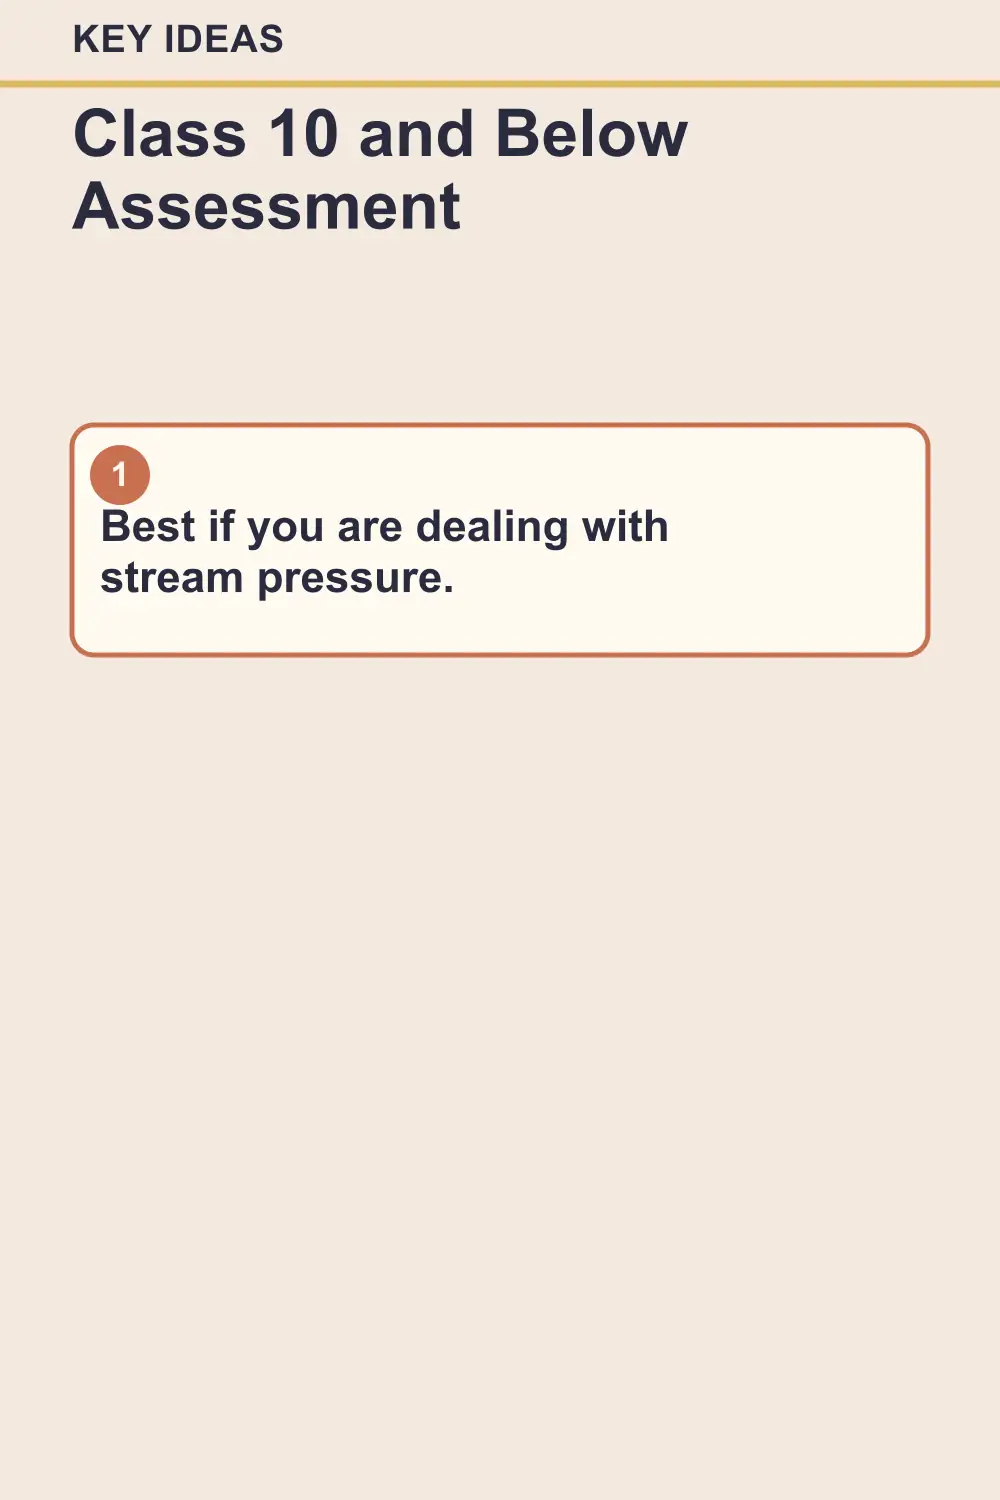 KEY IDEAS
Class 10 and Below
Assessment
1
Best if you are dealing with
stream pressure.